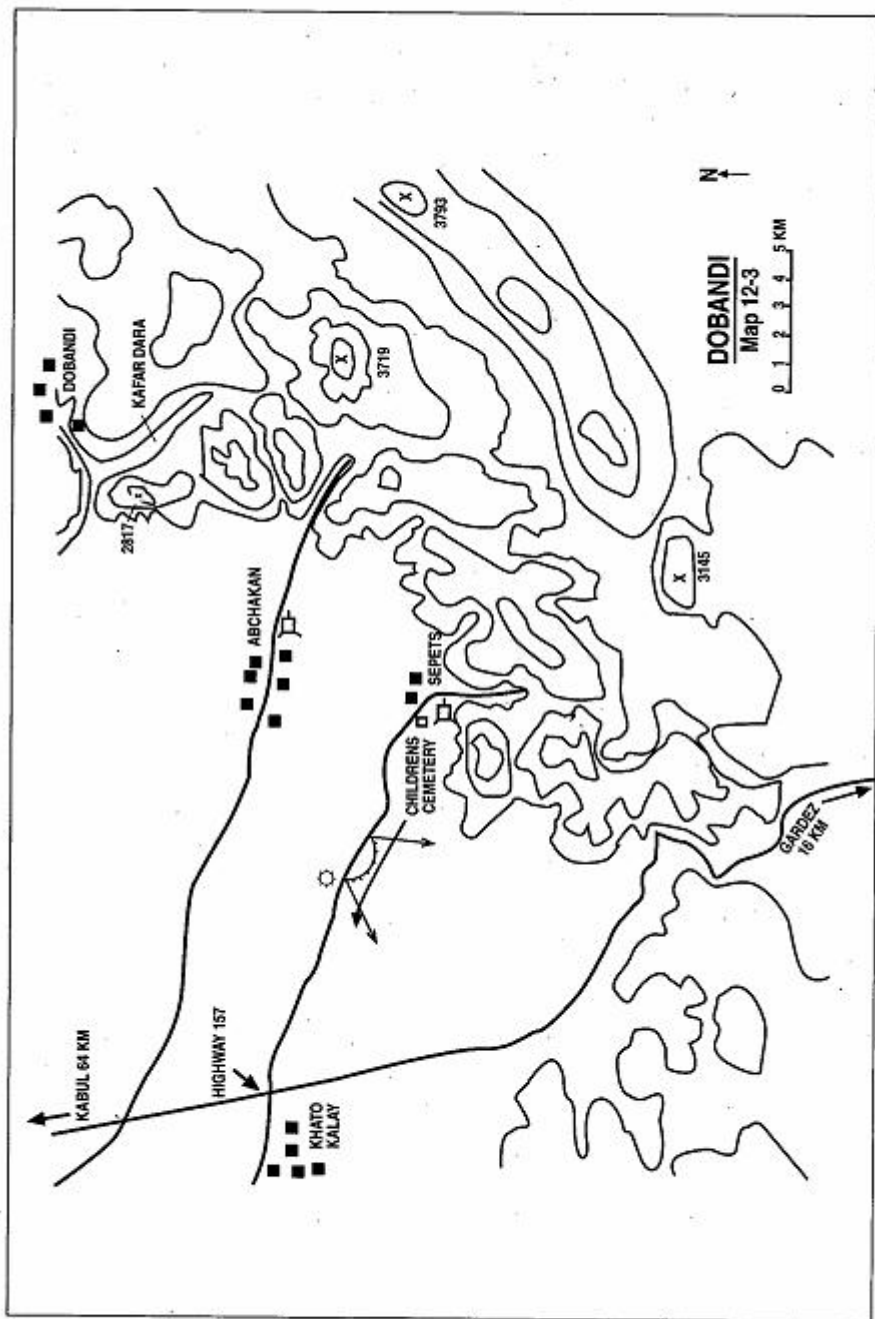 KABUL 64 KM
HIGHWAY 157
KHATO
KALAY
ABCHAKAN
2817
DOBANDI
KAFAR DARA
CHILDRENS
CEMETERY
SEPETS
X
3719
X
3793
X
3145
GARDEZ
16 KM
N
DOBANDI
Map 12-3
0 1 2 3 4 5 KM